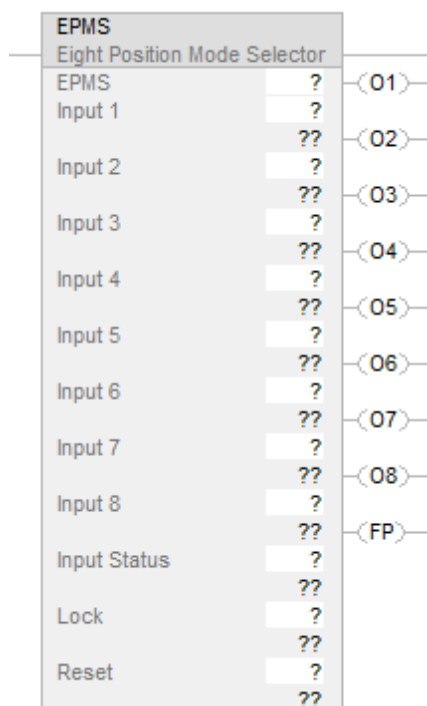 EPMS
Eight Position Mode Selector
EPMS ? (O1)
Input 1 ?
?? (O2)
Input 2 ?
?? (O3)
Input 3 ?
?? (O4)
Input 4 ?
?? (O5)
Input 5 ?
?? (O6)
Input 6 ?
?? (O7)
Input 7 ?
?? (O8)
Input 8 ?
?? (FP)
Input Status ?
??
Lock ?
??
Reset ?
??